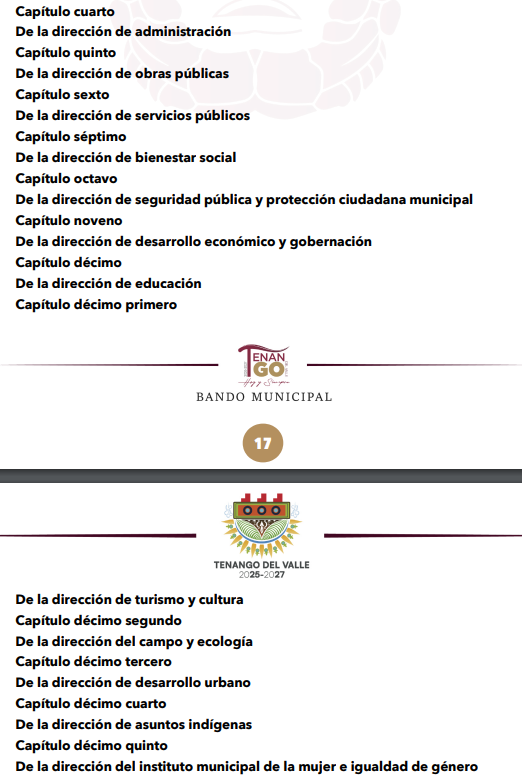 Capítulo cuarto
De la dirección de administración
Capítulo quinto
De la dirección de obras públicas
Capítulo sexto
De la dirección de servicios públicos
Capítulo séptimo
De la dirección de bienestar social
Capítulo octavo
De la dirección de seguridad pública y protección ciudadana municipal
Capítulo noveno
De la dirección de desarrollo económico y gobernación
Capítulo décimo
De la dirección de educación
Capítulo décimo primero
TENAN
GO
Hoy y Siempre
BANDO MUNICIPAL
17
TENANGO DEL VALLE
2025-2027
De la dirección de turismo y cultura
Capítulo décimo segundo
De la dirección del campo y ecología
Capítulo décimo tercero
De la dirección de desarrollo urbano
Capítulo décimo cuarto
De la dirección de asuntos indígenas
Capítulo décimo quinto
De la dirección del instituto municipal de la mujer e igualdad de género